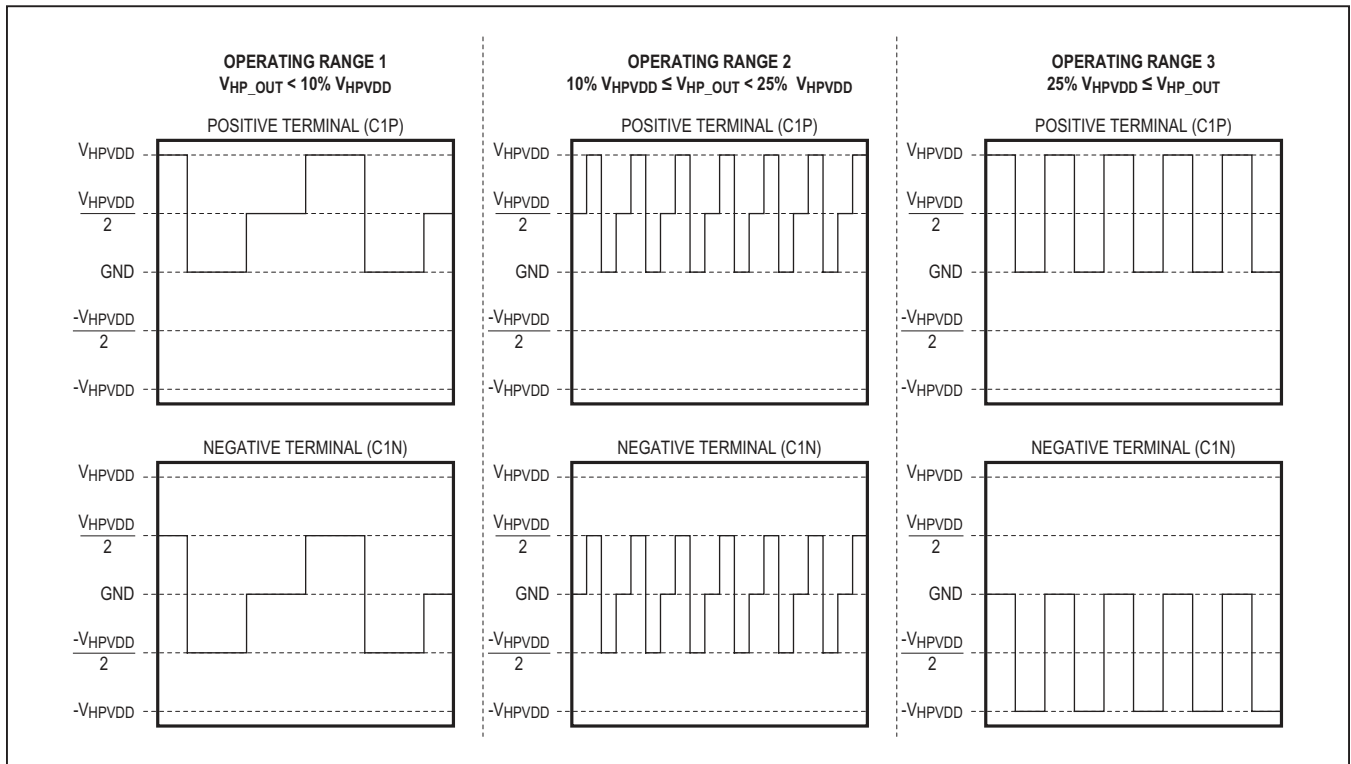 OPERATING RANGE 1
VHP_OUT < 10% VHPVDD
POSITIVE TERMINAL (C1P)
VHPVDD
VHPVDD
2
GND
-VHPVDD
2
-VHPVDD
NEGATIVE TERMINAL (C1N)
VHPVDD
VHPVDD
2
GND
-VHPVDD
2
-VHPVDD
OPERATING RANGE 2
10% VHPVDD ≤ VHP_OUT < 25% VHPVDD
POSITIVE TERMINAL (C1P)
VHPVDD
VHPVDD
2
GND
-VHPVDD
2
-VHPVDD
NEGATIVE TERMINAL (C1N)
VHPVDD
VHPVDD
2
GND
-VHPVDD
2
-VHPVDD
OPERATING RANGE 3
25% VHPVDD ≤ VHP_OUT
POSITIVE TERMINAL (C1P)
VHPVDD
VHPVDD
2
GND
-VHPVDD
2
-VHPVDD
NEGATIVE TERMINAL (C1N)
VHPVDD
VHPVDD
2
GND
-VHPVDD
2
-VHPVDD